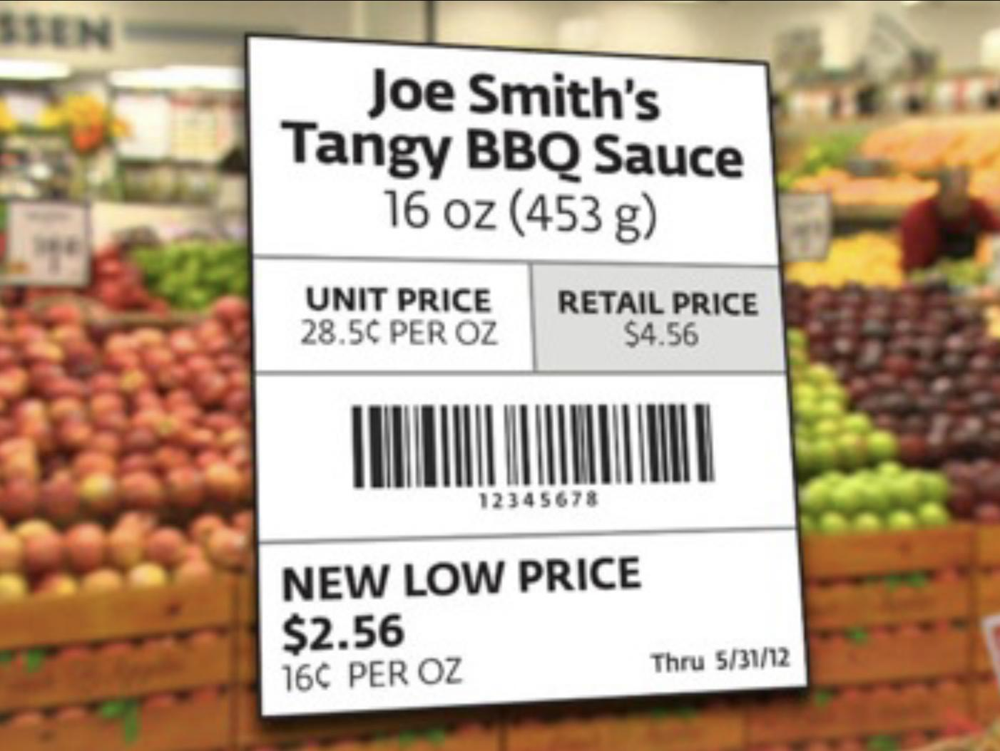 SSEN
Joe Smith's
Tangy BBQ Sauce
16 oz (453 g)
UNIT PRICE
28.5¢ PER OZ
RETAIL PRICE
$4.56
12345678
NEW LOW PRICE
$2.56
16¢ PER OZ
Thru 5/31/12